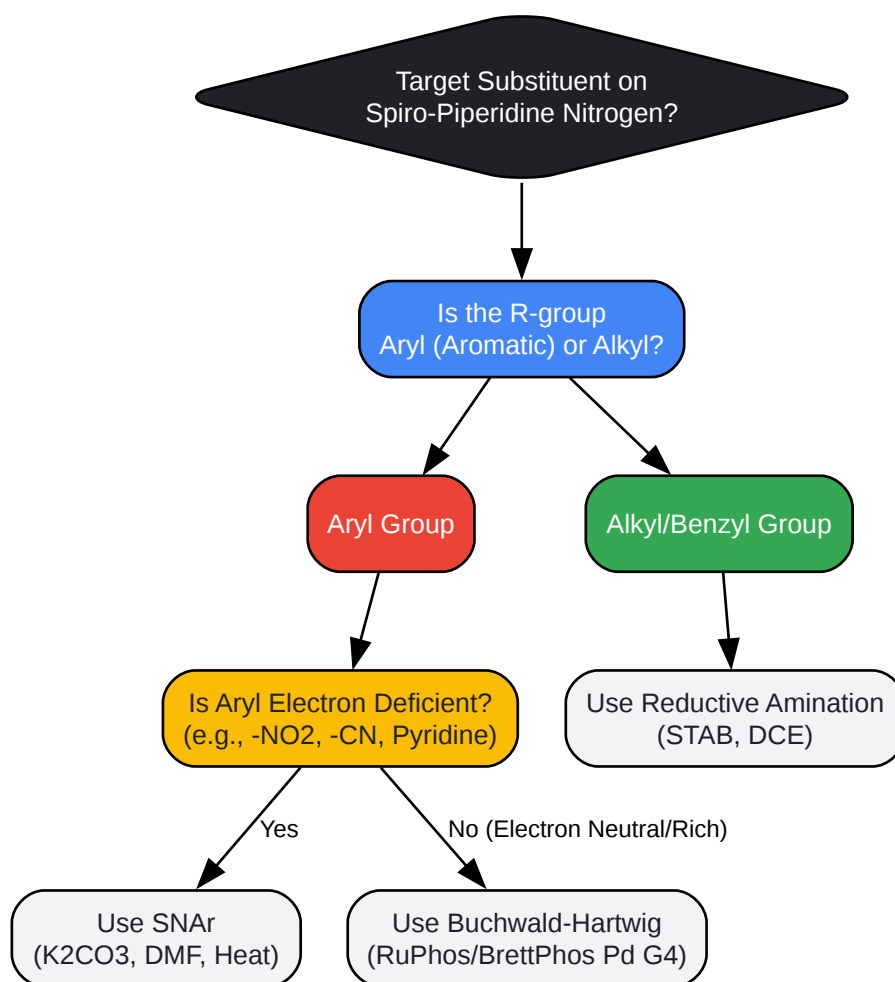 Target Substituent on
Spiro-Piperidine Nitrogen?
Is the R-group
Aryl (Aromatic) or Alkyl?
Aryl Group
Alkyl/Benzyl Group
Is Aryl Electron Deficient?
(e.g., -NO2, -CN, Pyridine)
Use Reductive Amination
(STAB, DCE)
Yes
No (Electron Neutral/Rich)
Use SNAr
(K2CO3, DMF, Heat)
Use Buchwald-Hartwig
(RuPhos/BrettPhos Pd G4)